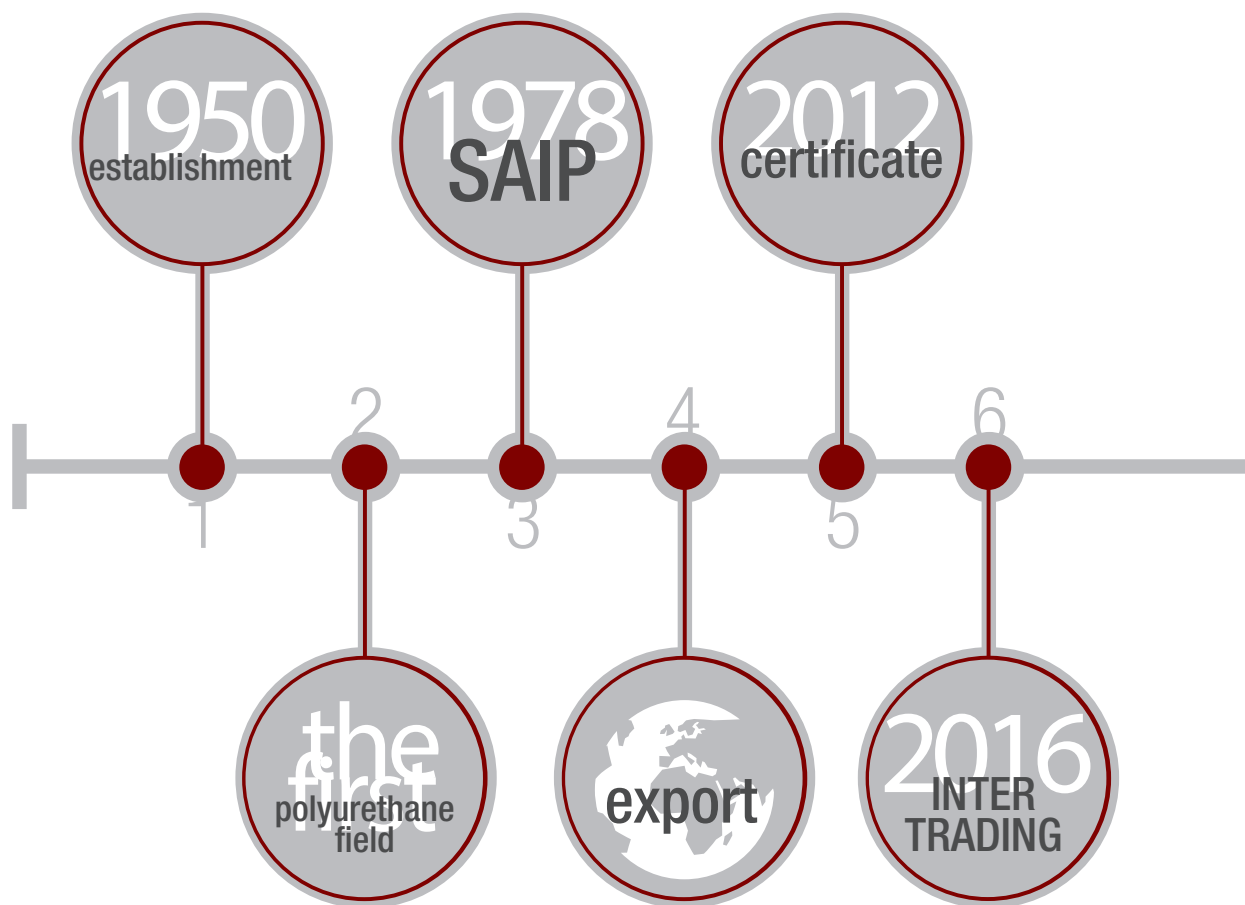 1950
establishment
1978
SAIP
2012
certificate
1
2
3
4
5
6
the
first
polyurethane
field
export
2016
INTER
TRADING